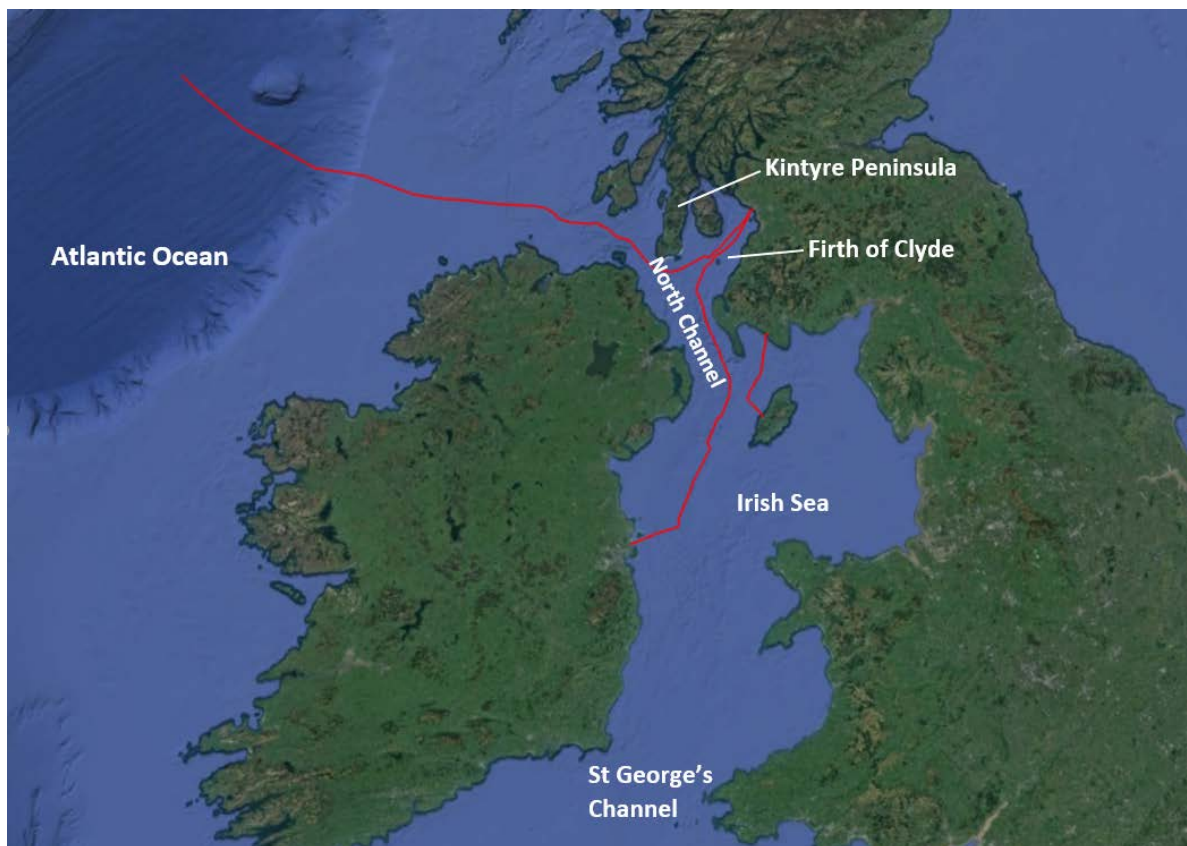 Kintyre Peninsula
Atlantic Ocean
Firth of Clyde
North Channel
Irish Sea
St George’s
Channel